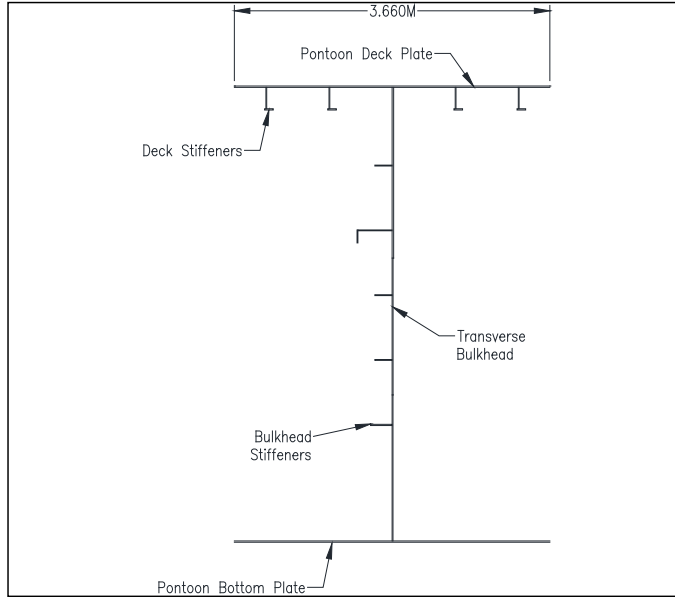 3.660M
Pontoon Deck Plate
Deck Stiffeners
Transverse
Bulkhead
Bulkhead
Stiffeners
Pontoon Bottom Plate